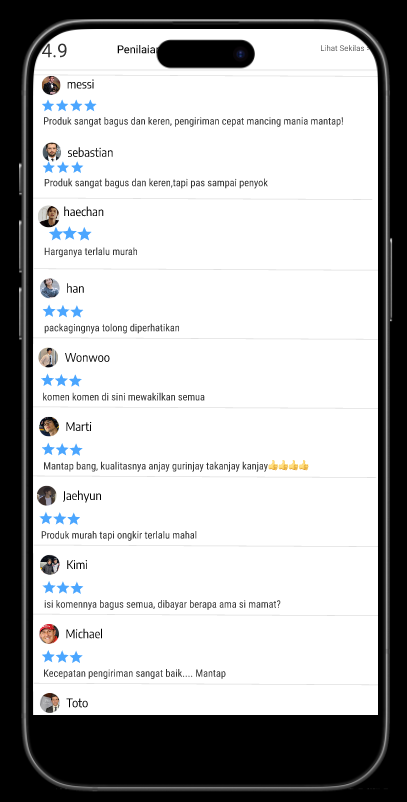 4.9
Penilaian
Lihat Sekilas
messi
Produk sangat bagus dan keren, pengiriman cepat mancing mania mantap!
sebastian
Produk sangat bagus dan keren,tapi pas sampai penyok
haechan
Harganya terlalu murah
han
packagingnya tolong diperhatikan
Wonwoo
komen komen di sini mewakilkan semua
Marti
Mantap bang, kualitasnya anjay gurinjay takanjay kanjay👍👍👍👍
Jaehyun
Produk murah tapi ongkir terlalu mahal
Kimi
isi komennya bagus semua, dibayar berapa ama si mamat?
Michael
Kecepatan pengiriman sangat baik.... Mantap
Toto